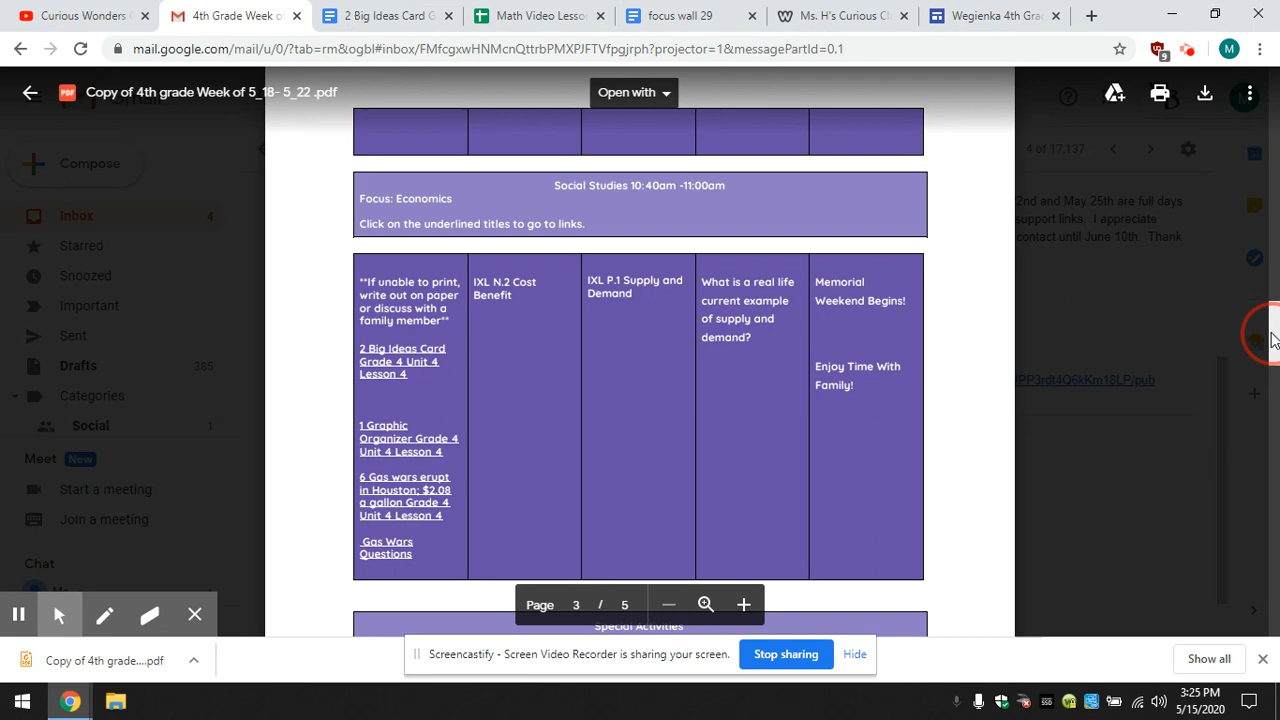 Curious Wonders
4th Grade Week of
2 Big Ideas Card G
Math Video Lesso
focus wall 29
Ms. H's Curious Cl
Wegienka 4th Grad
mail.google.com/mail/u/0/?tab=rm&ogbl#inbox/FMfcgxwHNMcnQttrbPMXPJFTVfpgjrph?projector=1&messagePartId=0.1
9
M
Copy of 4th grade Week of 5_18- 5_22 .pdf
Open with
Compose
4 of 17,137
Inbox
4
Starred
Snoozed
Important
Sent
Drafts
385
Categories
Social
1
Meet
New
Start a meeting
Join a meeting
Chat
2nd and May 25th are full days
support links. I appreciate
contact until June 10th. Thank
/PP3rdt4Q6kKm18LP/pub
Social Studies 10:40am -11:00am
Focus: Economics
Click on the underlined titles to go to links.
**If unable to print,
write out on paper
or discuss with a
family member**
2 Big Ideas Card
Grade 4 Unit 4
Lesson 4
1 Graphic
Organizer Grade 4
Unit 4 Lesson 4
6 Gas wars erupt
in Houston; $2.08
a gallon Grade 4
Unit 4 Lesson 4
Gas Wars
Questions
IXL N.2 Cost
Benefit
IXL P.1 Supply and
Demand
What is a real life
current example
of supply and
demand?
Memorial
Weekend Begins!
Enjoy Time With
Family!
Page 3 / 5
Special Activities
Screencastify - Screen Video Recorder is sharing your screen.
Stop sharing
Hide
Copy of 4th grade....pdf
Show all
3:25 PM
5/15/2020